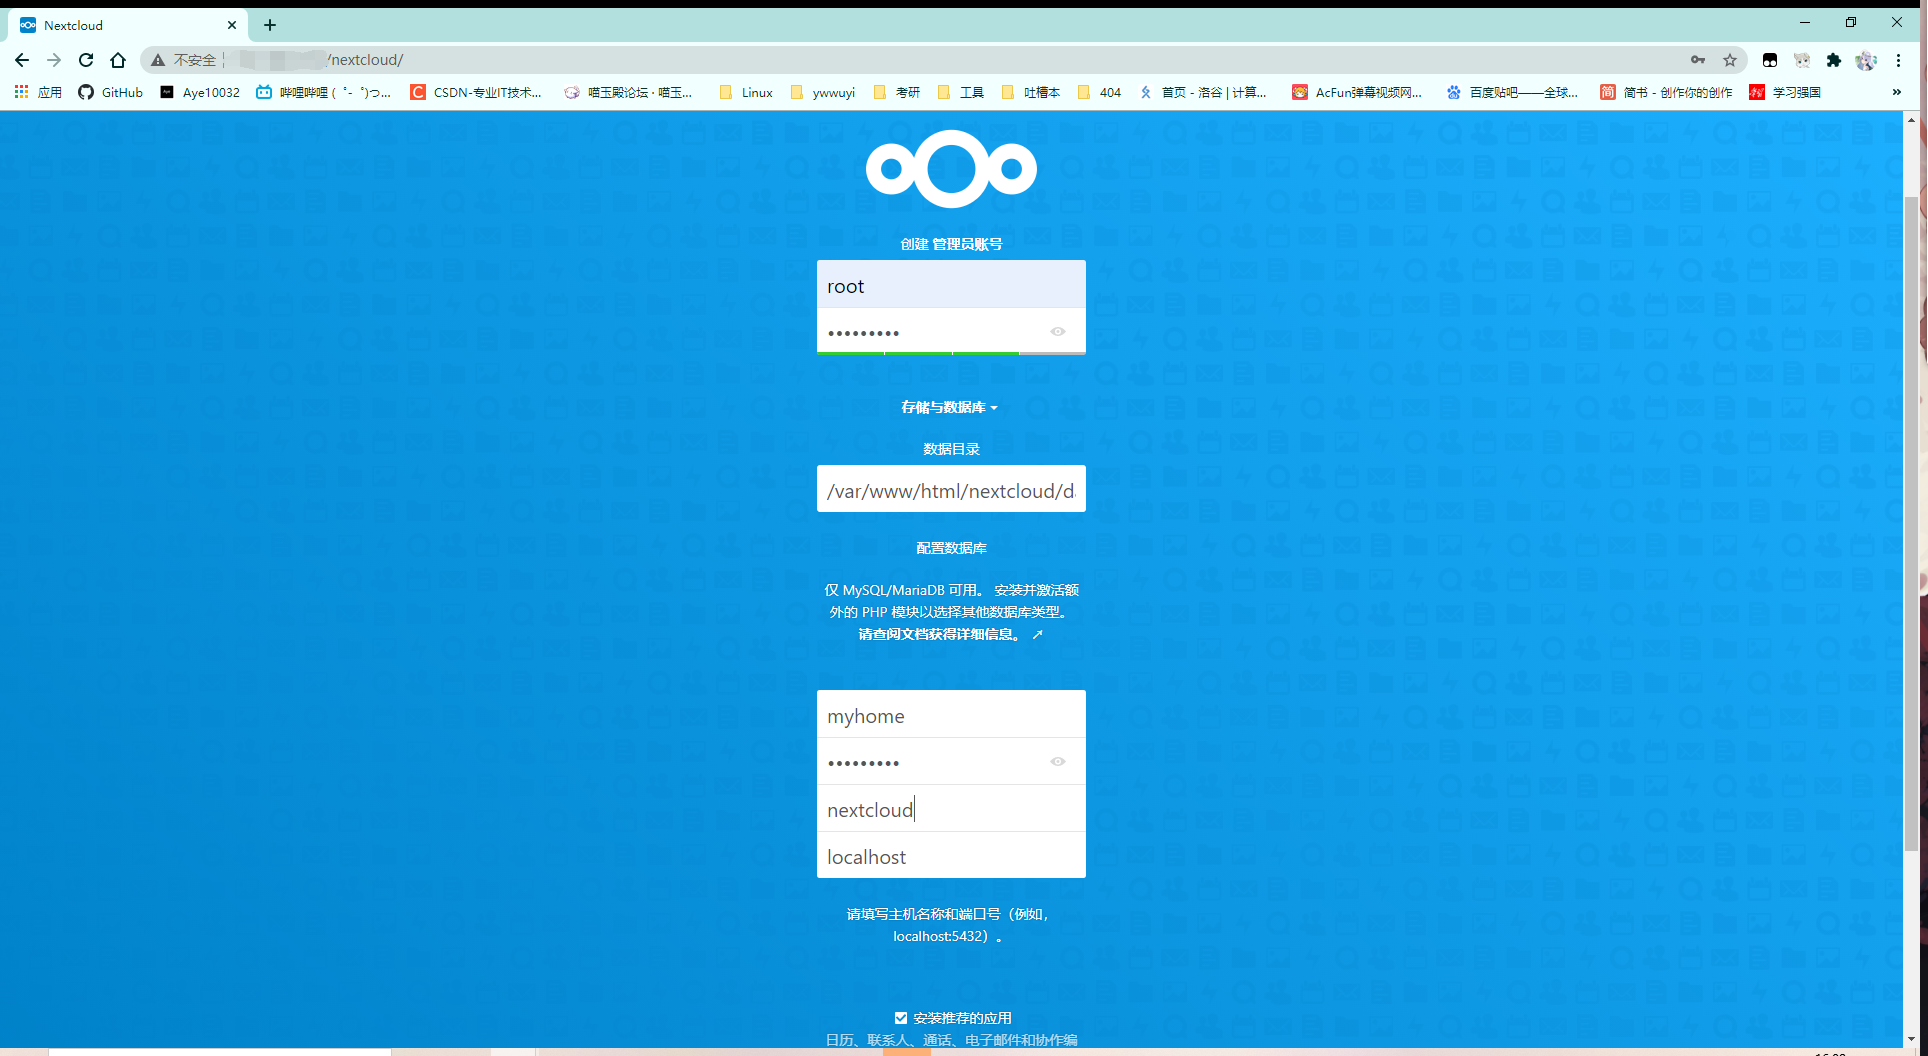 Nextcloud
不安全
/nextcloud/
应用
GitHub
Aye10032
哔哩哔哩 ( ゜- ゜)つ...
CSDN-专业IT技术...
喵玉殿论坛 · 喵玉...
Linux
ywwuyi
考研
工具
吐槽本
404
首页 - 洛谷 | 计算...
AcFun弹幕视频网...
百度贴吧——全球...
简书 - 创作你的创作
学习强国
创建 管理员账号
root
存储与数据库
数据目录
/var/www/html/nextcloud/d
配置数据库
仅 MySQL/MariaDB 可用。 安装并激活额
外的 PHP 模块以选择其他数据库类型。
请查阅文档获得详细信息。 ↗
myhome
nextcloud
localhost
请填写主机名称和端口号（例如，
localhost:5432）。
安装推荐的应用
日历、联系人、通话、电子邮件和协作编